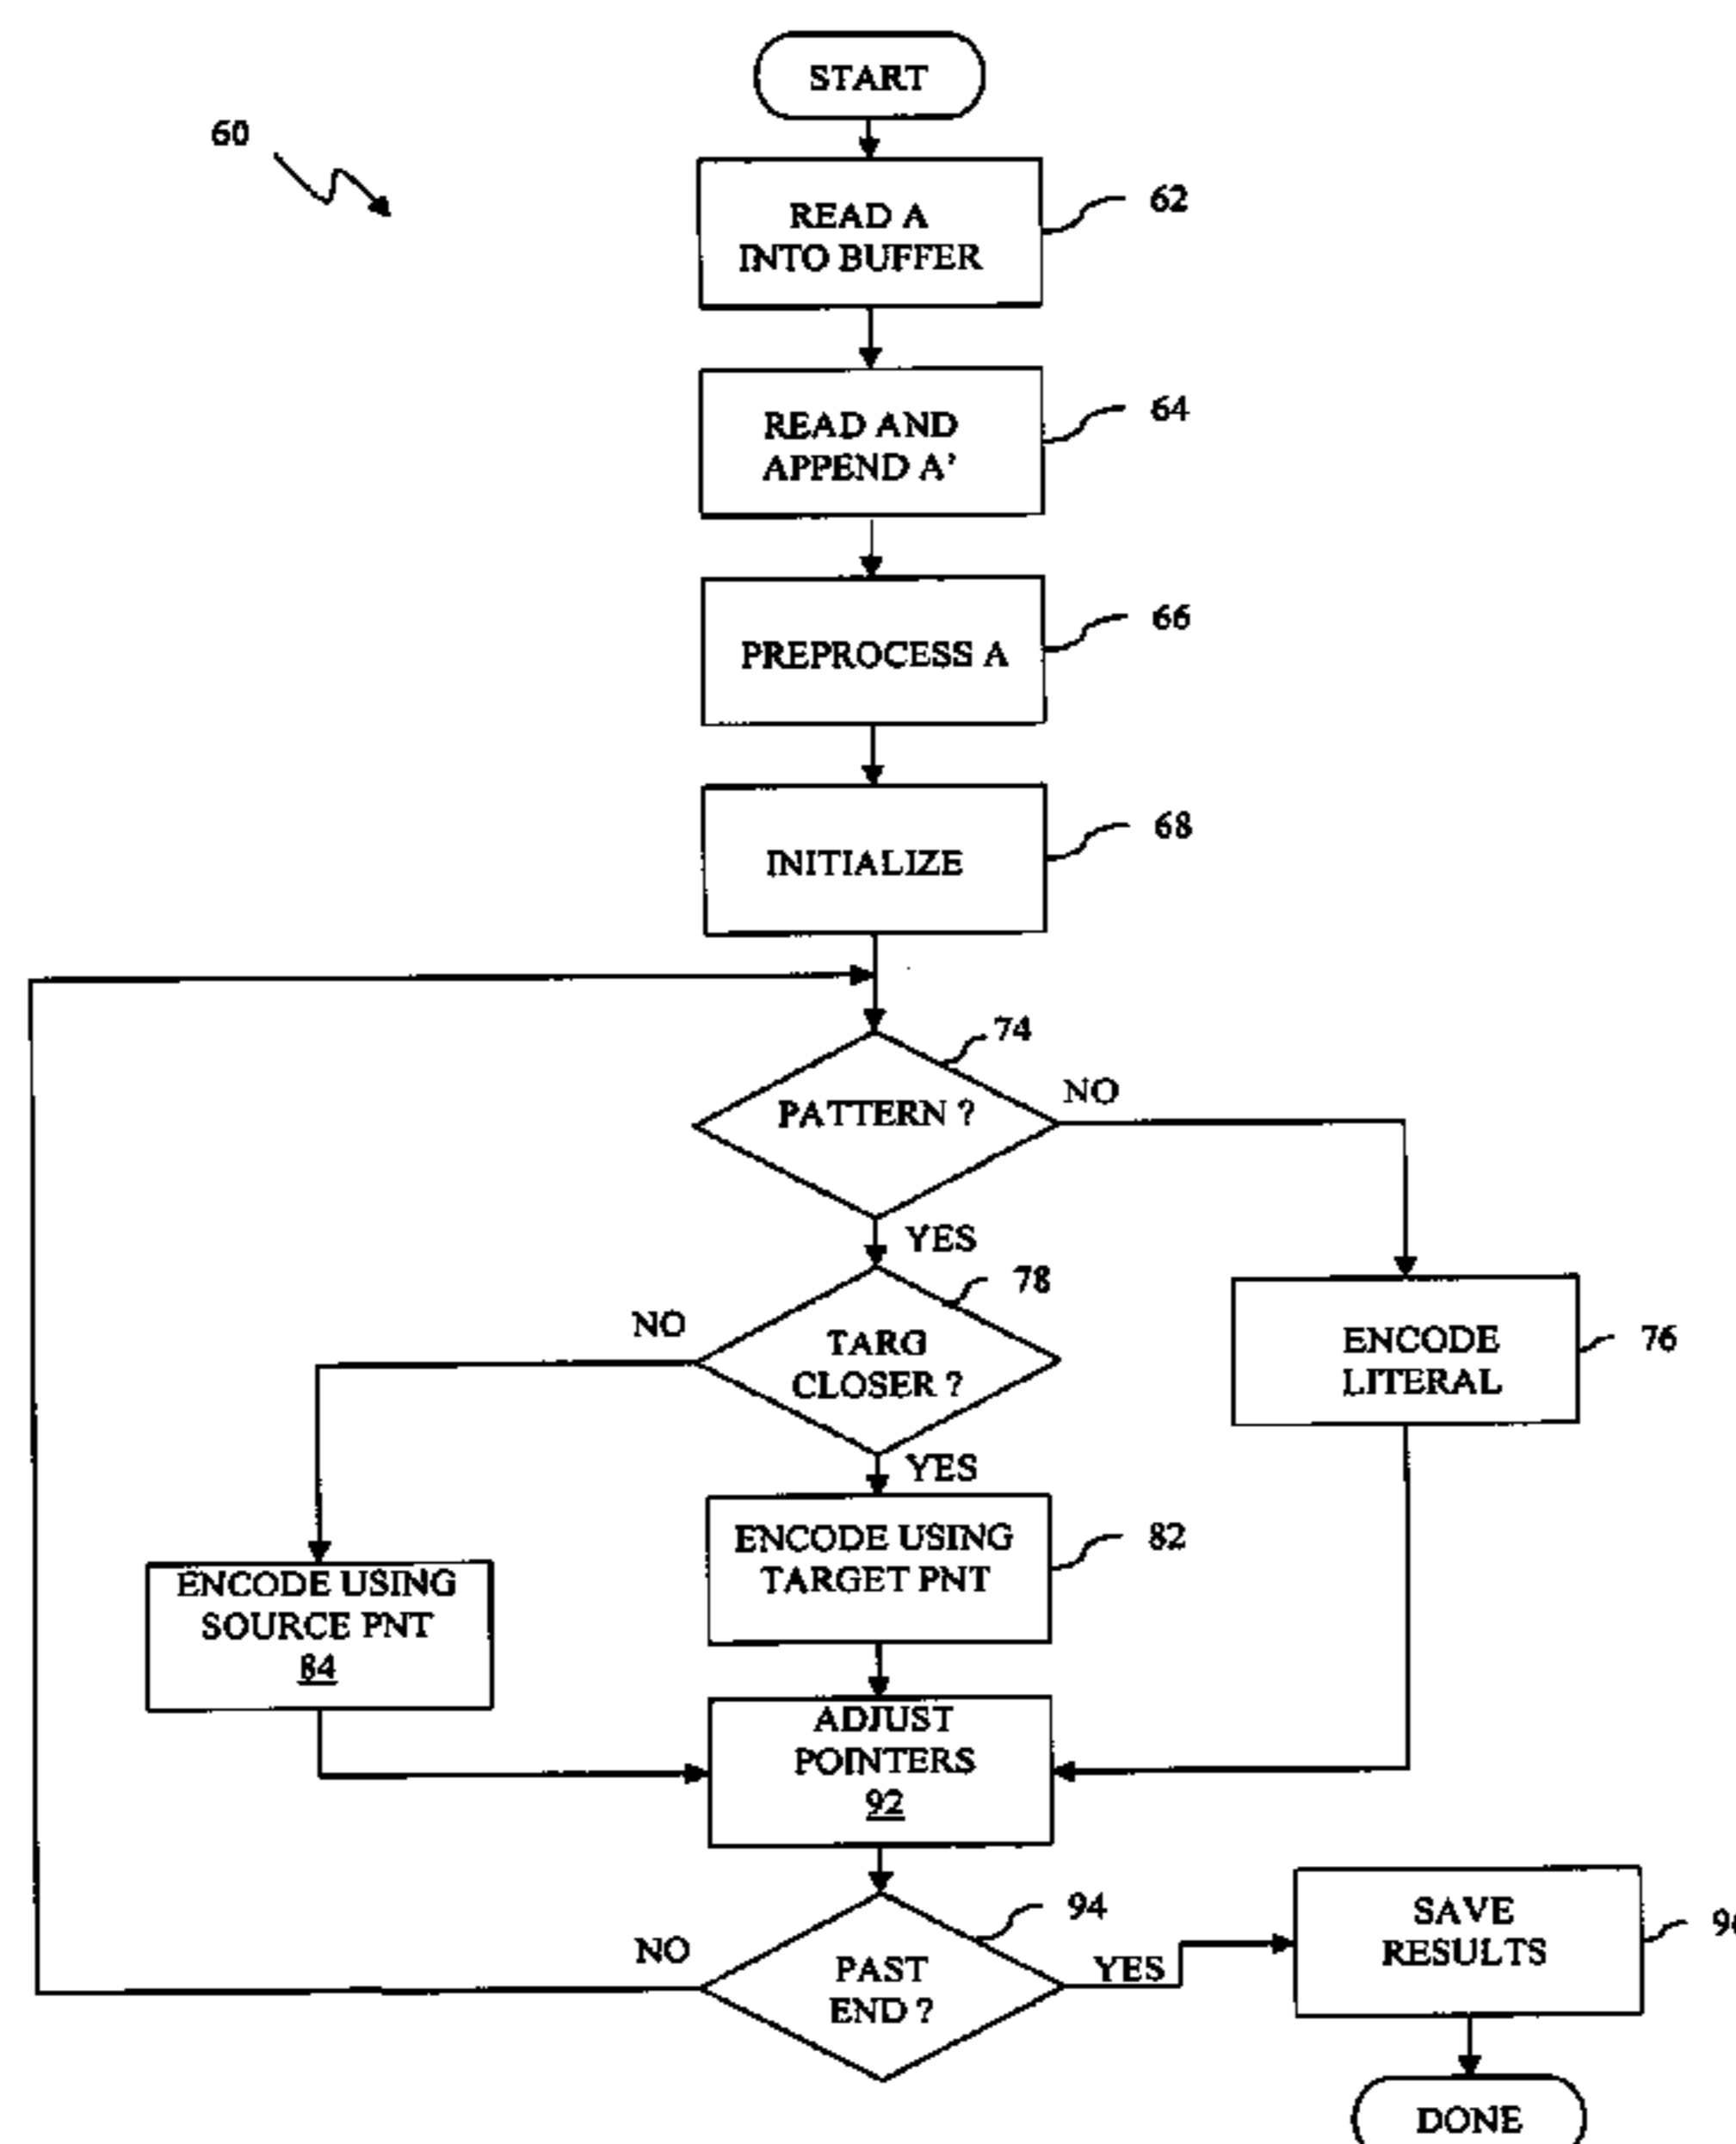 START
60
READ A
INTO BUFFER
62
READ AND
APPEND A'
64
PREPROCESS A
66
INITIALIZE
68
74
PATTERN ?
NO
YES
78
NO
TARG
CLOSER ?
ENCODE
LITERAL
76
YES
ENCODE USING
TARGET PNT
82
ENCODE USING
SOURCE PNT
84
ADJUST
POINTERS
92
94
NO
PAST
END ?
YES
SAVE
RESULTS
DONE